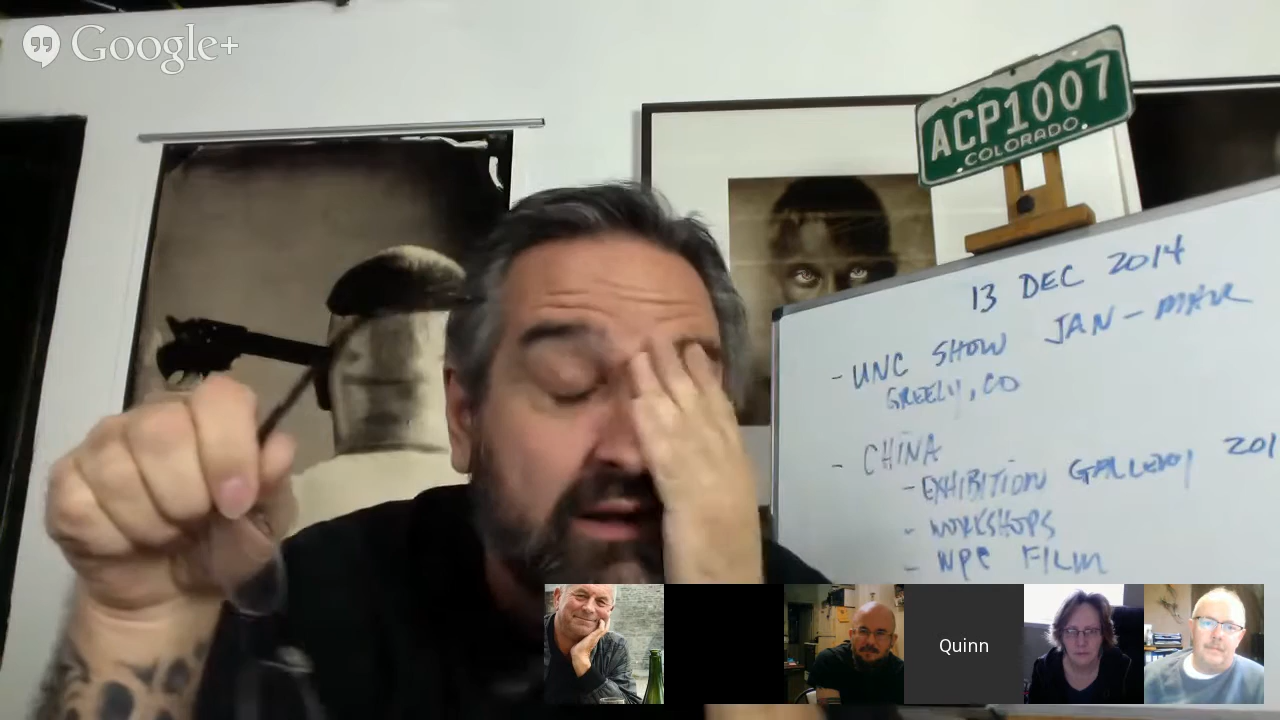 Google+
ACP1007
COLORADO
13 DEC 2014
- UNC SHOW JAN-MAR
GREELY, CO
- CHINA
- EXHIBITION GALLERY 201
- WORKSHOPS
- WPC FILM
Quinn